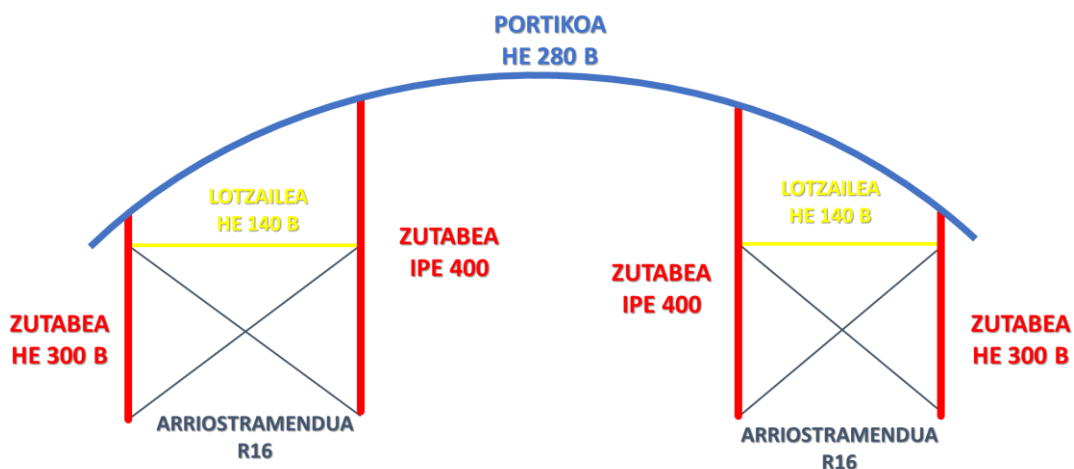 PORTIKOA
HE 280 B
LOTZAILEA
HE 140 B
LOTZAILEA
HE 140 B
ZUTABEA
IPE 400
ZUTABEA
IPE 400
ZUTABEA
HE 300 B
ZUTABEA
HE 300 B
ARRIOSTRAMENDUA
R16
ARRIOSTRAMENDUA
R16